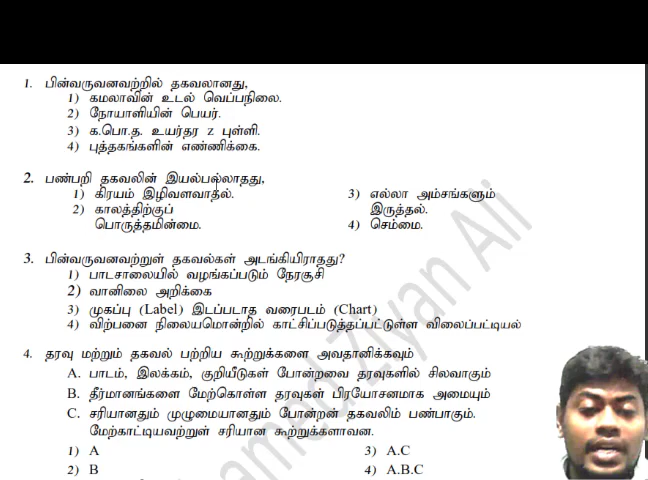 1. பின்வருவனவற்றில் தகவலானது,
1) கமலாவின் உடல் வெப்பநிலை.
2) நோயாளியின் பெயர்.
3) க.பொ.த. உயர்தர z புள்ளி.
4) புத்தகங்களின் எண்ணிக்கை.
2. பண்பறி தகவலின் இயல்பல்லாதது,
1) கிரயம் இழிவளவாதல்.
2) காலத்திற்குப்
பொருத்தமின்மை.
3) எல்லா அம்சங்களும்
இருத்தல்.
4) செம்மை.
3. பின்வருவனவற்றுள் தகவல்கள் அடங்கியிராதது?
1) பாடசாலையில் வழங்கப்படும் நேரசூசி
2) வானிலை அறிக்கை
3) முகப்பு (Label) இடப்படாத வரைபடம் (Chart)
4) விற்பனை நிலையமொன்றில் காட்சிப்படுத்தப்பட்டுள்ள விலைப்பட்டியல்
4. தரவு மற்றும் தகவல் பற்றிய கூற்றுக்களை அவதானிக்கவும்
A. பாடம், இலக்கம், குறியீடுகள் போன்றவை தரவுகளில் சிலவாகும்
B. தீர்மானங்களை மேற்கொள்ள தரவுகள் பிரயோசனமாக அமையும்
C. சரியானதும் முழுமையானதும் போன்றன் தகவலிம் பண்பாகும்.
மேற்காட்டியவற்றுள் சரியான கூற்றுக்களாவன.
1) A
2) B
3) A.C
4) A.B.C
amed Ziyan Ali